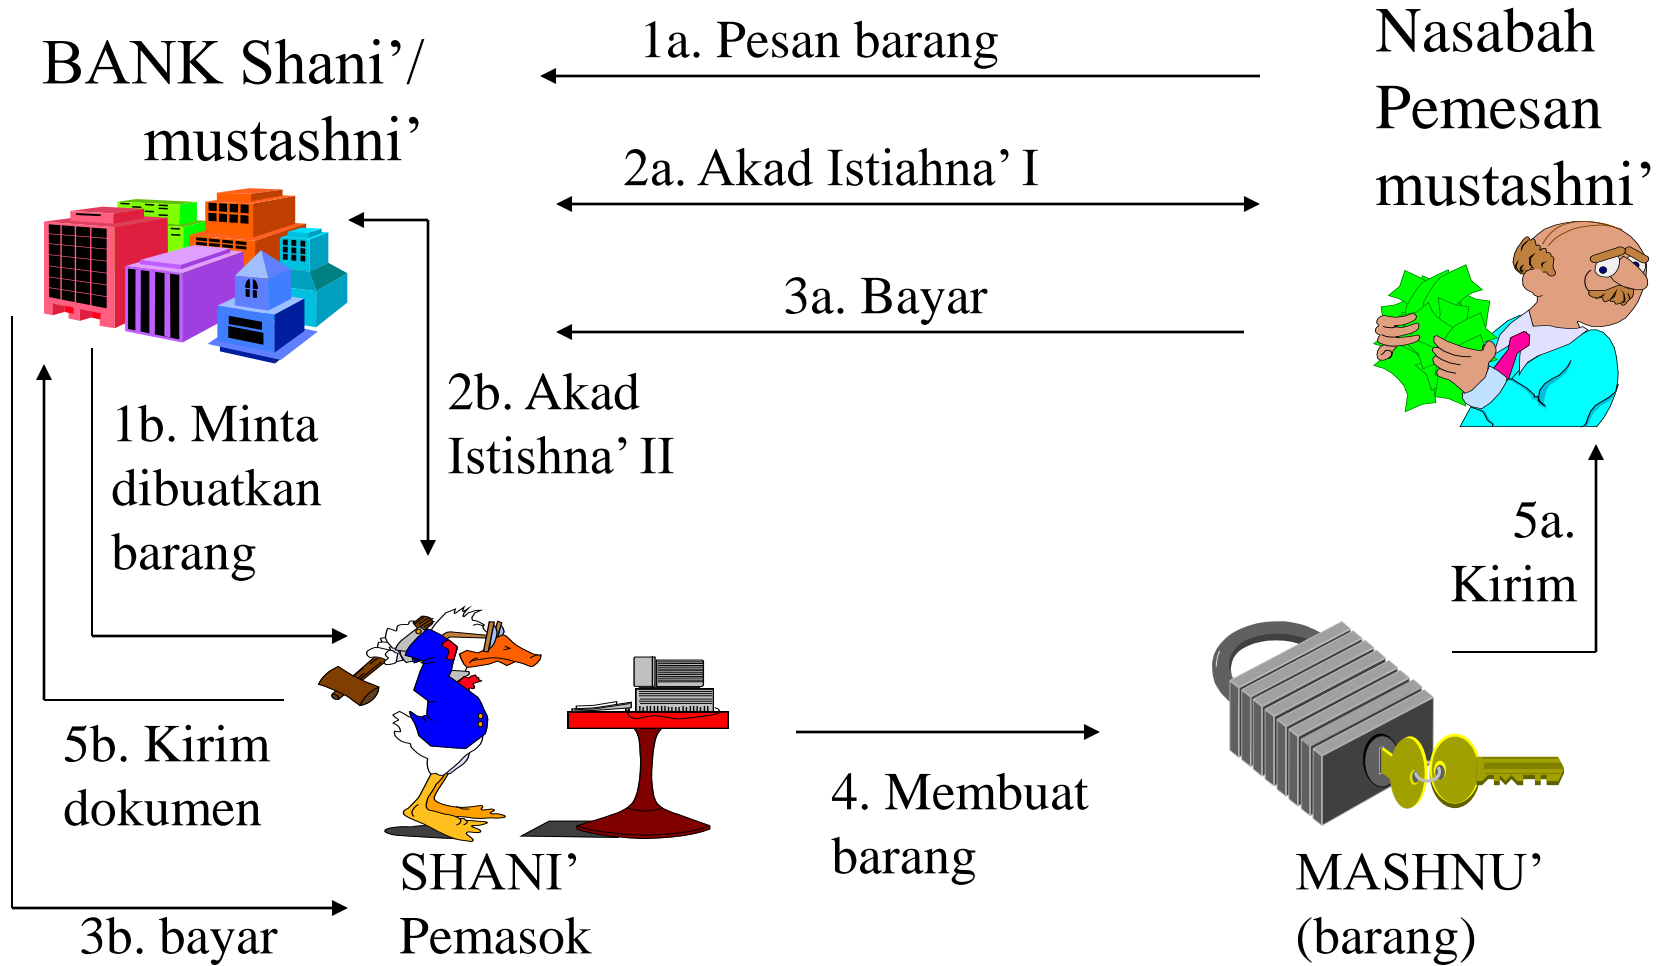 BANK Shani’/
mustashni’
1a. Pesan barang
Nasabah
Pemesan
mustashni’
2a. Akad Istiahna’ I
3a. Bayar
2b. Akad
Istishna’ II
1b. Minta
dibuatkan
barang
5a.
Kirim
5b. Kirim
dokumen
4. Membuat
barang
SHANI’
Pemasok
MASHNU’
(barang)
3b. bayar